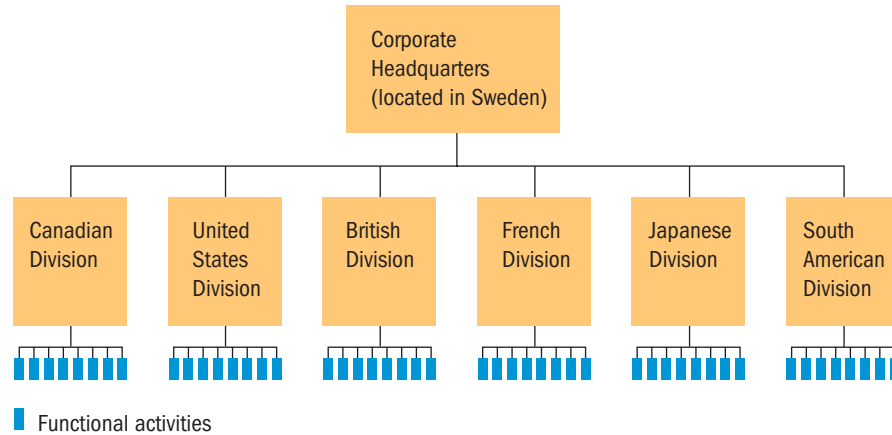 Corporate
Headquarters
(located in Sweden)
Canadian
Division
United
States
Division
British
Division
French
Division
Japanese
Division
South
American
Division
Functional activities